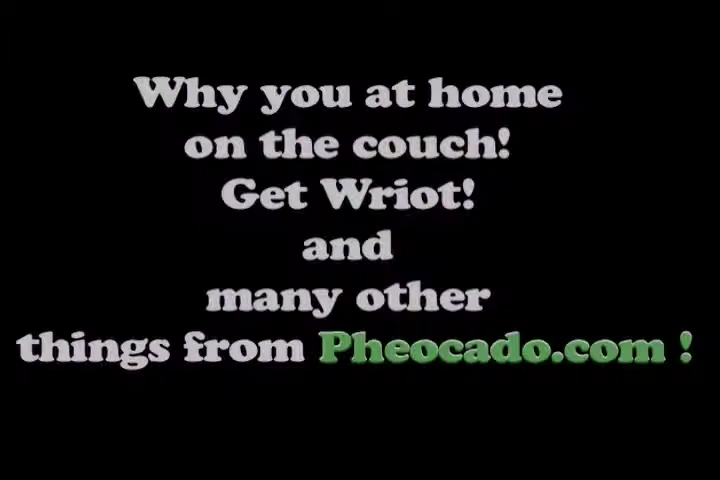 Why you at home
on the couch!
Get Wriot!
and
many other
things from Pheocado.com !